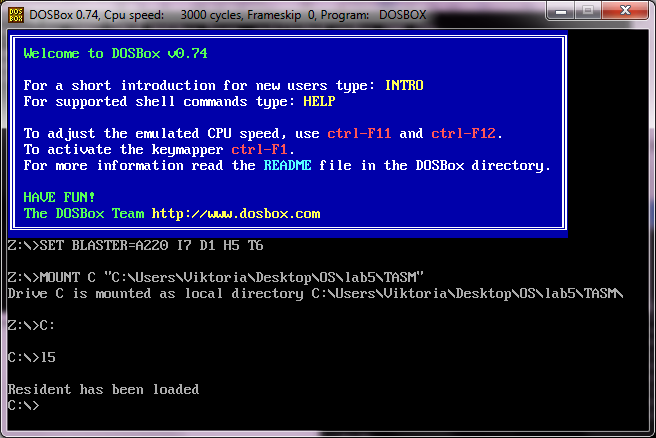 DOS
BOX
DOSBox 0.74, Cpu speed: 3000 cycles, Frameskip 0, Program: DOSBOX
Welcome to DOSBox v0.74
For a short introduction for new users type: INTRO
For supported shell commands type: HELP
To adjust the emulated CPU speed, use ctrl-F11 and ctrl-F12.
To activate the keymapper ctrl-F1.
For more information read the README file in the DOSBox directory.
HAVE FUN!
The DOSBox Team http://www.dosbox.com
Z:\>SET BLASTER=A220 I7 D1 H5 T6
Z:\>MOUNT C "C:\Users\Viktoria\Desktop\OS\lab5\TASM"
Drive C is mounted as local directory C:\Users\Viktoria\Desktop\OS\lab5\TASM\
Z:\>C:
C:\>l5
Resident has been loaded
C:\>